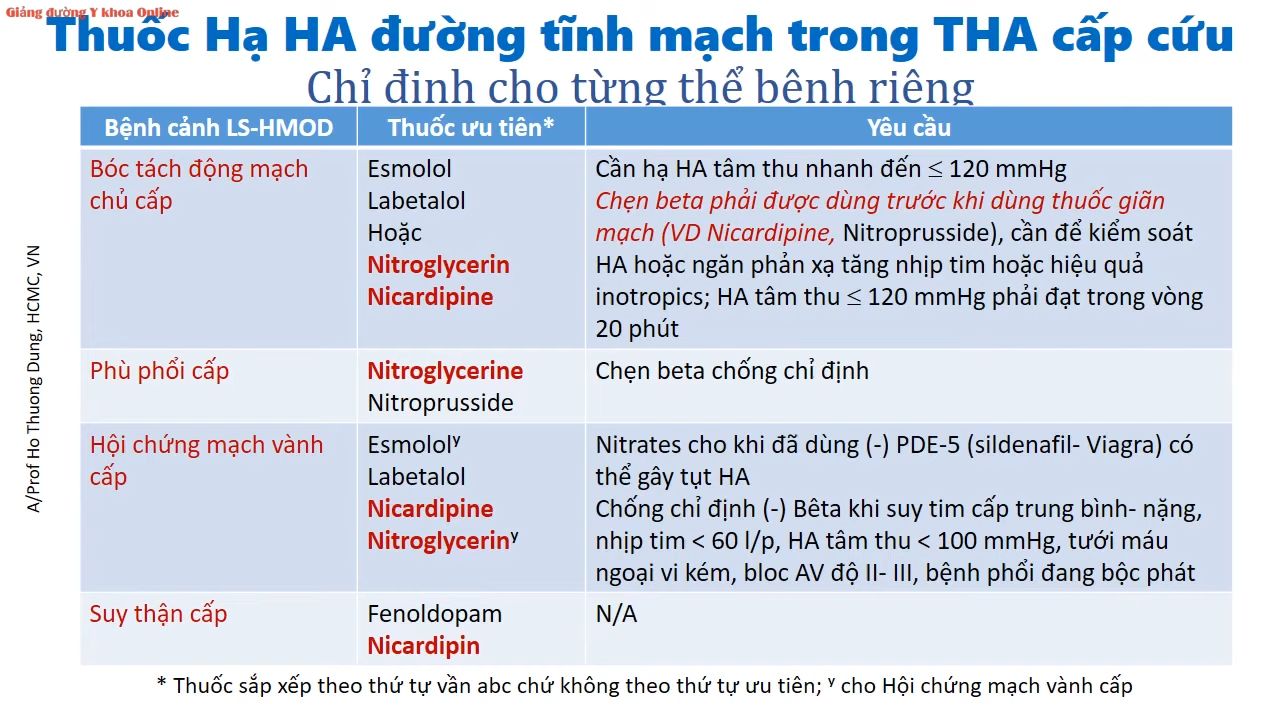 Giảng đường Y khoa Online
Thuốc Hạ HA đường tĩnh mạch trong THA cấp cứu
Chỉ định cho từng thể bệnh riêng
Bệnh cảnh LS-HMOD
Thuốc ưu tiên*
Yêu cầu
Bóc tách động mạch
chủ cấp
Esmolol
Labetalol
Hoặc
Nitroglycerin
Nicardipine
Cần hạ HA tâm thu nhanh đến ≤ 120 mmHg
Chẹn beta phải được dùng trước khi dùng thuốc giãn
mạch (VD Nicardipine, Nitroprusside), cần để kiểm soát
HA hoặc ngăn phản xạ tăng nhịp tim hoặc hiệu quả
inotropics; HA tâm thu ≤ 120 mmHg phải đạt trong vòng
20 phút
Phù phổi cấp
Nitroglycerine
Nitroprusside
Chẹn beta chống chỉ định
Hội chứng mạch vành
cấp
Esmololᵞ
Labetalol
Nicardipine
Nitroglycerinᵞ
Nitrates cho khi đã dùng (-) PDE-5 (sildenafil- Viagra) có
thể gây tụt HA
Chống chỉ định (-) Bêta khi suy tim cấp trung bình- nặng,
nhịp tim < 60 l/p, HA tâm thu < 100 mmHg, tưới máu
ngoại vi kém, bloc AV độ II- III, bệnh phổi đang bộc phát
Suy thận cấp
Fenoldopam
Nicardipin
N/A
* Thuốc sắp xếp theo thứ tự vần abc chứ không theo thứ tự ưu tiên; ᵞ cho Hội chứng mạch vành cấp
A/Prof Ho Thuong Dung, HCMC, VN